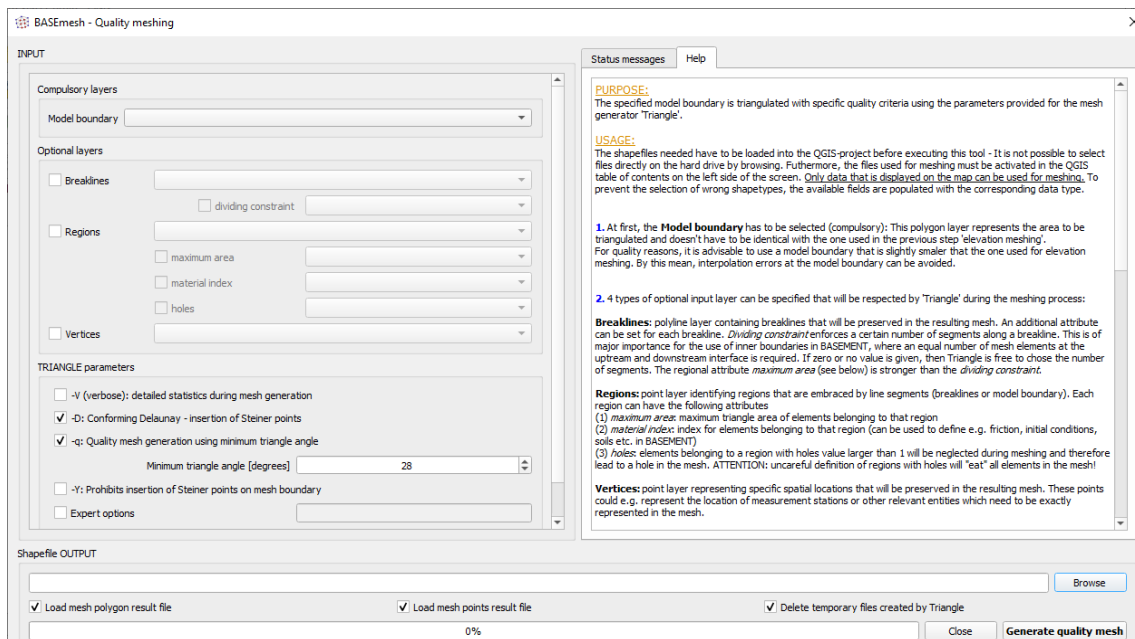 BASEmesh - Quality meshing
INPUT
Compulsory layers
Model boundary
Optional layers
Breaklines
dividing constraint
Regions
maximum area
material index
holes
Vertices
TRIANGLE parameters
-V (verbose): detailed statistics during mesh generation
-D: Conforming Delaunay - insertion of Steiner points
-q: Quality mesh generation using minimum triangle angle
Minimum triangle angle [degrees] 28
-Y: Prohibits insertion of Steiner points on mesh boundary
Expert options
Status messages Help
PURPOSE:
The specified model boundary is triangulated with specific quality criteria using the parameters provided for the mesh
generator 'Triangle'.
USAGE:
The shapefiles needed have to be loaded into the QGIS-project before executing this tool - It is not possible to select
files directly on the hard drive by browsing. Futhermore, the files used for meshing must be activated in the QGIS
table of contents on the left side of the screen. Only data that is displayed on the map can be used for meshing. To
prevent the selection of wrong shapetypes, the available fields are populated with the corresponding data type.
1. At first, the Model boundary has to be selected (compulsory): This polygon layer represents the area to be
triangulated and doesn't have to be identical with the one used in the previous step 'elevation meshing'.
For quality reasons, it is advisable to use a model boundary that is slightly smaler that the one used for elevation
meshing. By this mean, interpolation errors at the model boundary can be avoided.
2. 4 types of optional input layer can be specified that will be respected by 'Triangle' during the meshing process:
Breaklines: polyline layer containing breaklines that will be preserved in the resulting mesh. An additional attribute
can be set for each breakline. Dividing constraint enforces a certain number of segments along a breakline. This is of
major importance for the use of inner boundaries in BASEMENT, where an equal number of mesh elements at the
upstream and downstream interface is required. If zero or no value is given, then Triangle is free to chose the number
of segments. The regional attribute maximum area (see below) is stronger than the dividing constraint.
Regions: point layer identifying regions that are embraced by line segments (breaklines or model boundary). Each
region can have the following attributes
(1) maximum area: maximum triangle area of elements belonging to that region
(2) material index: index for elements belonging to that region (can be used to define e.g. friction, initial conditions,
soils etc. in BASEMENT)
(3) holes: elements belonging to a region with holes value larger than 1 will be neglected during meshing and therefore
lead to a hole in the mesh. ATTENTION: uncareful definition of regions with holes will "eat" all elements in the mesh!
Vertices: point layer representing specific spatial locations that will be preserved in the resulting mesh. These points
could e.g. represent the location of measurement stations or other relevant entities which need to be exactly
represented in the mesh.
Shapefile OUTPUT
Browse
Load mesh polygon result file Load mesh points result file Delete temporary files created by Triangle
0% Close Generate quality mesh